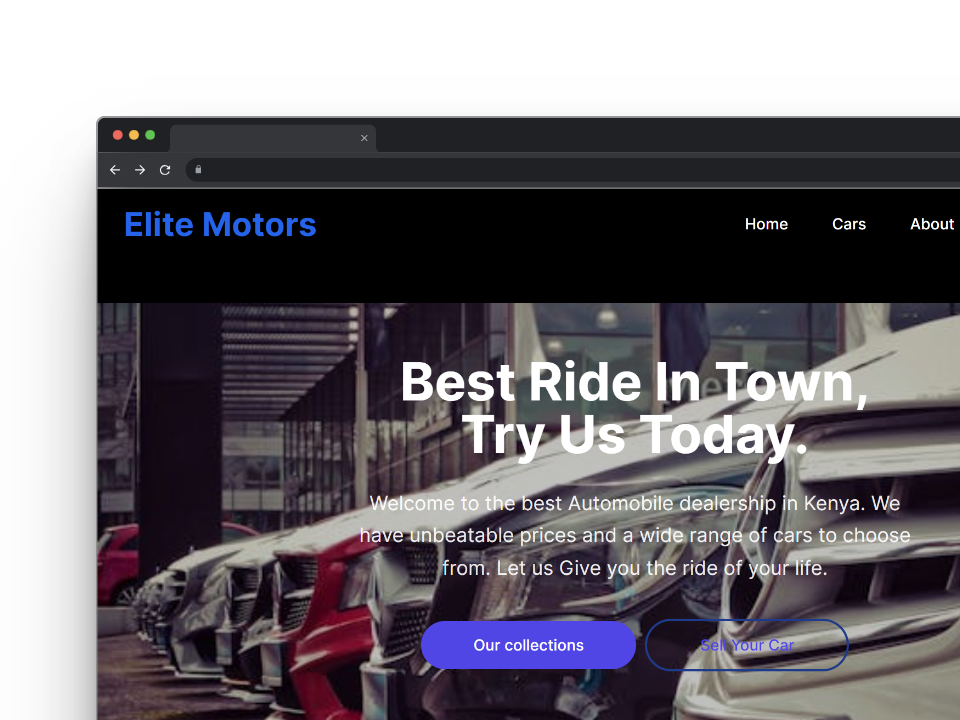 Elite Motors
Home Cars About
Best Ride In Town,
Try Us Today.
Welcome to the best Automobile dealership in Kenya. We
have unbeatable prices and a wide range of cars to choose
from. Let us Give you the ride of your life.
Our collections Sell Your Car